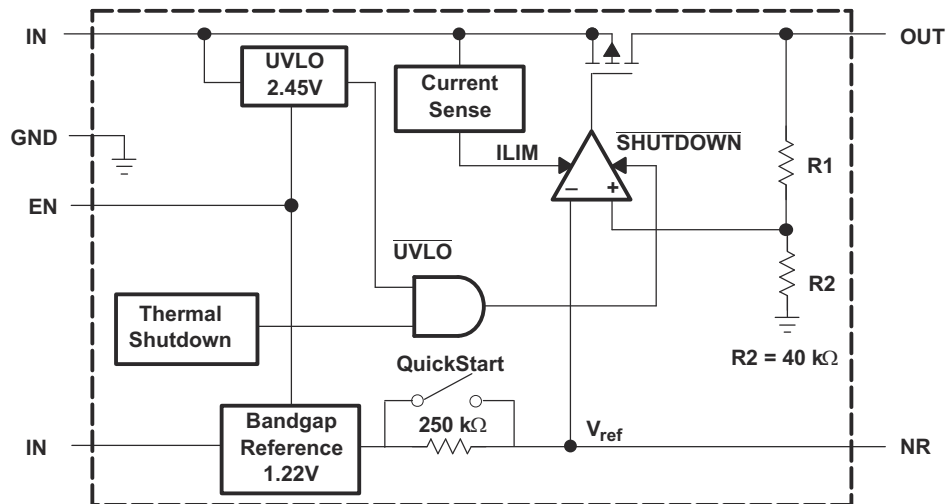 IN
OUT
UVLO
2.45V
Current
Sense
GND
ILIM
SHUTDOWN
R1
– +
EN
UVLO
R2
Thermal
Shutdown
R2 = 40 kΩ
QuickStart
Bandgap
Reference
1.22V
250 kΩ
Vref
IN
NR